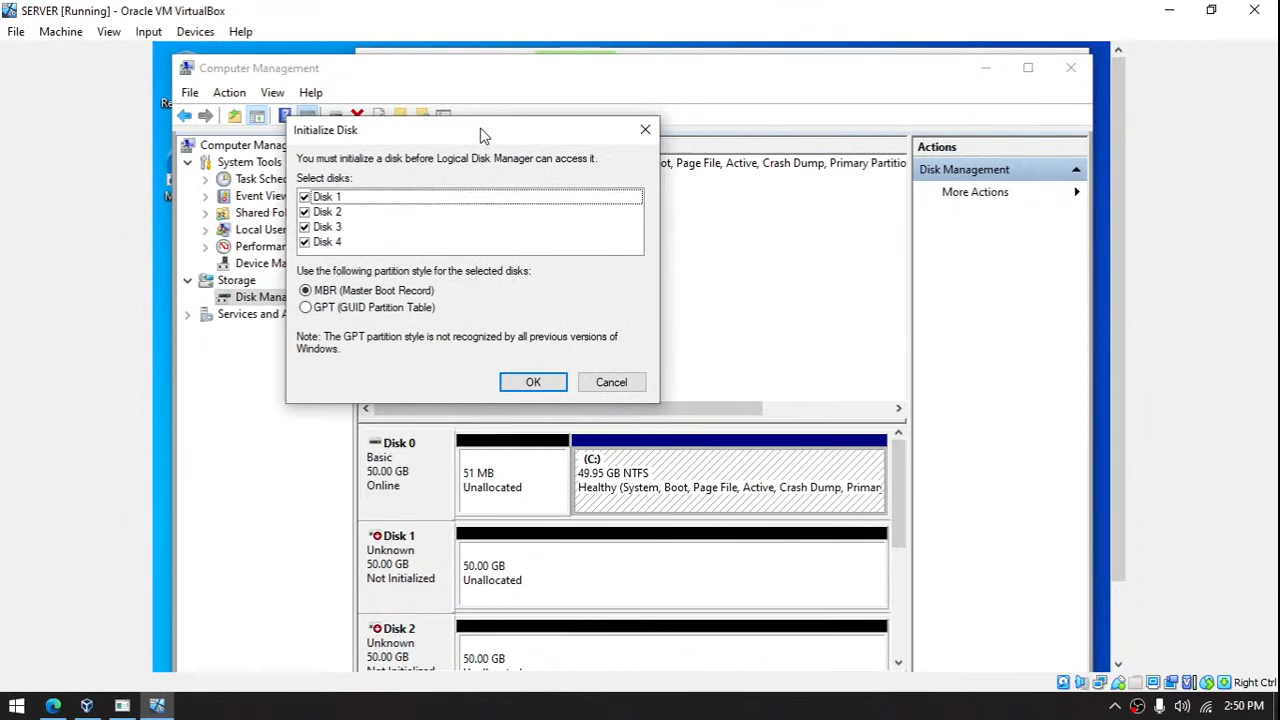 SERVER [Running] - Oracle VM VirtualBox
File Machine View Input Devices Help
Computer Management
File Action View Help
Initialize Disk
You must initialize a disk before Logical Disk Manager can access it.
Select disks:
Disk 1
Disk 2
Disk 3
Disk 4
Use the following partition style for the selected disks:
MBR (Master Boot Record)
GPT (GUID Partition Table)
Note: The GPT partition style is not recognized by all previous versions of
Windows.
OK Cancel
Computer Manag
System Tools
Task Sched
Event View
Shared Fol
Local User
Performan
Device Ma
Storage
Disk Mana
Services and A
ot, Page File, Active, Crash Dump, Primary Partitio
Actions
Disk Management
More Actions
Disk 0
Basic
50.00 GB
Online
51 MB
Unallocated
(C:)
49.95 GB NTFS
Healthy (System, Boot, Page File, Active, Crash Dump, Primar
Disk 1
Unknown
50.00 GB
Not Initialized
50.00 GB
Unallocated
Disk 2
Unknown
50.00 GB
Not Initialized
50.00 GB
Right Ctrl
2:50 PM